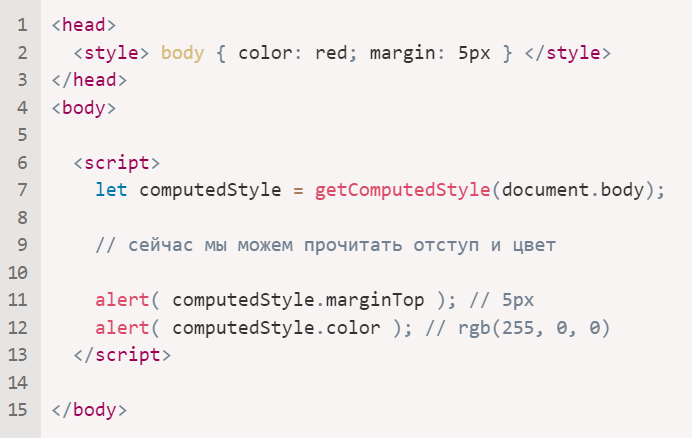 1 <head>
2   <style> body { color: red; margin: 5px } </style>
3 </head>
4 <body>
5
6   <script>
7     let computedStyle = getComputedStyle(document.body);
8
9     // сейчас мы можем прочитать отступ и цвет
10
11     alert( computedStyle.marginTop ); // 5px
12     alert( computedStyle.color ); // rgb(255, 0, 0)
13   </script>
14
15 </body>